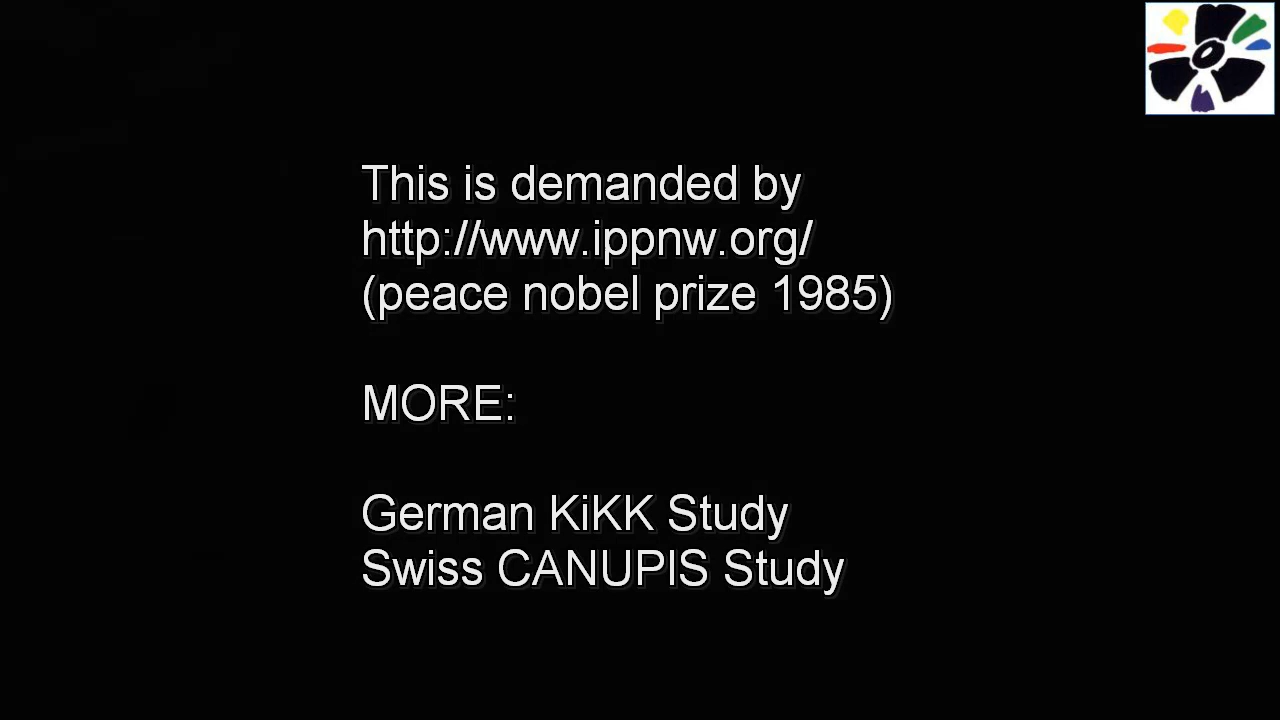 This is demanded by
http://www.ippnw.org/
(peace nobel prize 1985)
MORE:
German KiKK Study
Swiss CANUPIS Study